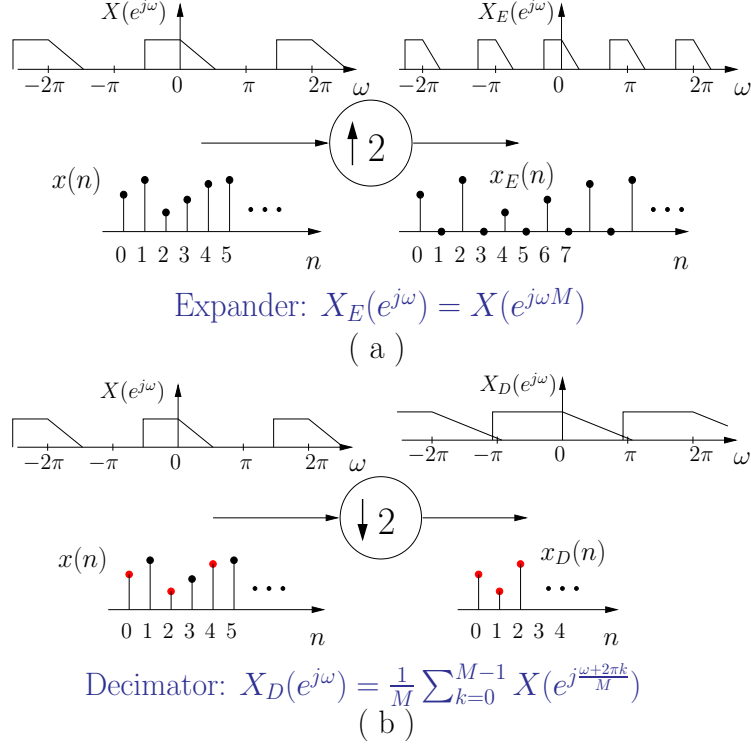 X(e^{jω})
X_E(e^{jω})
−2π −π 0 π 2π ω
−2π −π 0 π 2π ω
↑ 2
x(n)
x_E(n)
• • •
• • •
0 1 2 3 4 5 n
0 1 2 3 4 5 6 7 n
Expander: X_E(e^{jω}) = X(e^{jωM})
( a )
X(e^{jω})
X_D(e^{jω})
−2π −π 0 π 2π ω
−2π −π 0 π 2π ω
↓ 2
x(n)
x_D(n)
• • •
• • •
0 1 2 3 4 5 n
0 1 2 3 4 n
Decimator: X_D(e^{jω}) = \frac{1}{M} \sum_{k=0}^{M−1} X(e^{j\frac{ω+2πk}{M}})
( b )